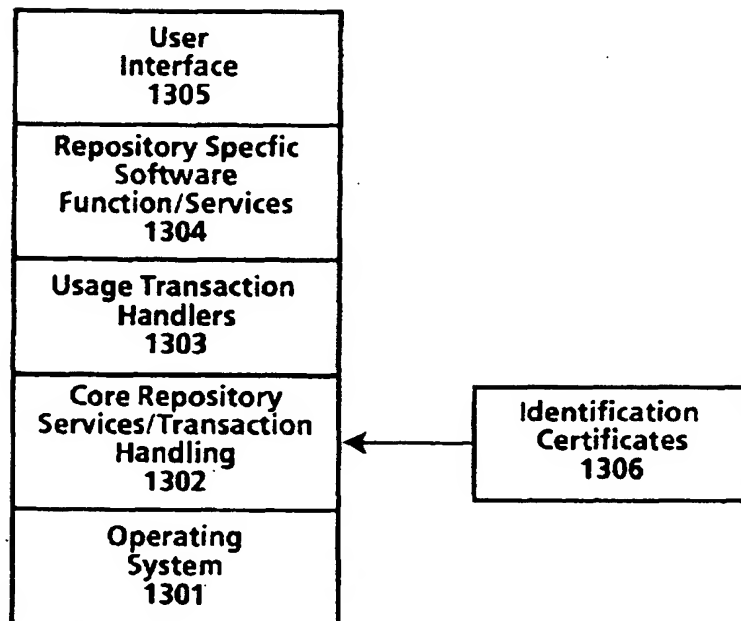 User
Interface
1305
Repository Specfic
Software
Function/Services
1304
Usage Transaction
Handlers
1303
Core Repository
Services/Transaction
Handling
1302
Identification
Certificates
1306
Operating
System
1301